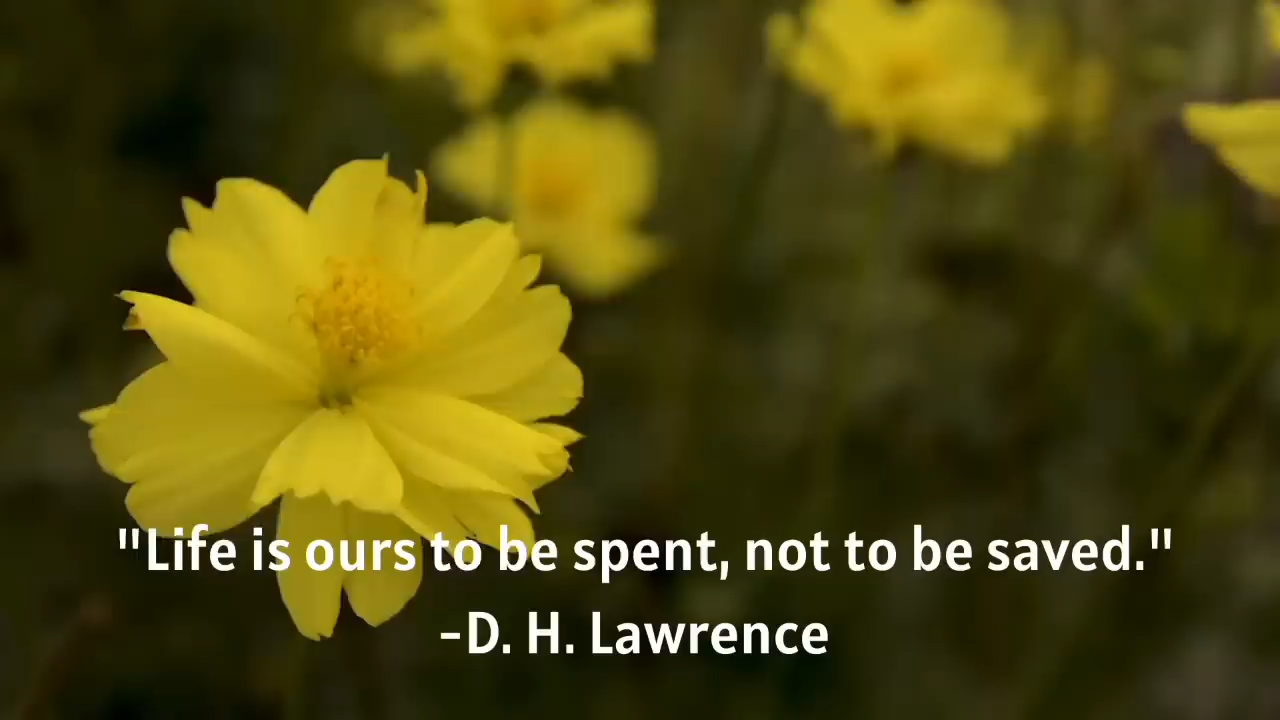 "Life is ours to be spent, not to be saved."
-D. H. Lawrence